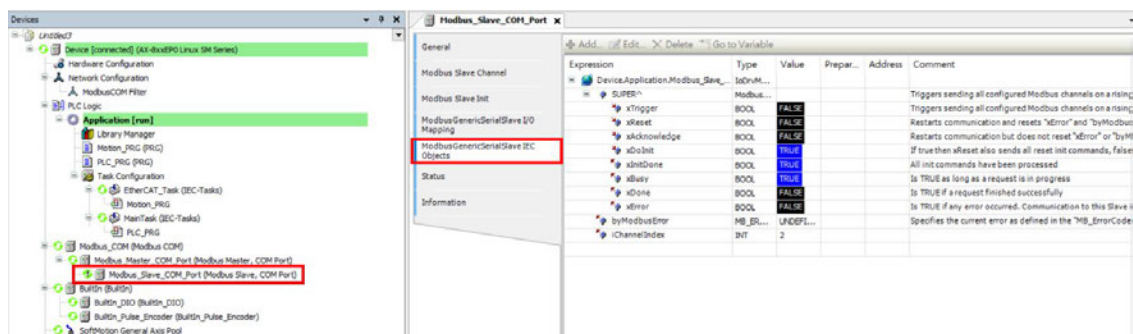 Devices
Untitled3
Device [connected] (AX-8xxEP0 Linux SM Series)
Hardware Configuration
Network Configuration
ModbusCOM Filter
PLC Logic
Application [run]
Library Manager
Motion_PRG (PRG)
PLC_PRG (PRG)
Task Configuration
EtherCAT_Task (IEC-Tasks)
Motion_PRG
MainTask (IEC-Tasks)
PLC_PRG
Modbus_COM (Modbus COM)
Modbus_Master_COM_Port (Modbus Master, COM Port)
Modbus_Slave_COM_Port (Modbus Slave, COM Port)
BuiltIn (BuiltIn)
BuiltIn_DIO (BuiltIn_DIO)
BuiltIn_Pulse_Encoder (BuiltIn_Pulse_Encoder)
SoftMotion General Axis Pool
Modbus_Slave_COM_Port
General
Modbus Slave Channel
Modbus Slave Init
ModbusGenericSerialSlave I/O
Mapping
ModbusGenericSerialSlave IEC
Objects
Status
Information
Add... Edit... Delete Go to Variable
Expression Type Value Prepar... Address Comment
Device.Application.Modbus_Slave_... IoDrvM...
SUPER^ Modbus... Triggers sending all configured Modbus channels on a rising
xTrigger BOOL FALSE Triggers sending all configured Modbus channels on a rising
xReset BOOL FALSE Restarts communication and resets "xError" and "byModbus
xAcknowledge BOOL FALSE Restarts communication but does not reset "xError" or "byM
xDoInit BOOL TRUE If true then xReset also sends all reset init commands, false
xInitDone BOOL TRUE All init commands have been processed
xBusy BOOL TRUE Is TRUE as long as a request is in progress
xDone BOOL FALSE Is TRUE if a request finished successfully
xError BOOL FALSE Is TRUE if any error occurred. Communication to this Slave i
byModbusError MB_ER... UNDEFI... Specifies the current error as defined in the "MB_ErrorCode
iChannelIndex INT 2